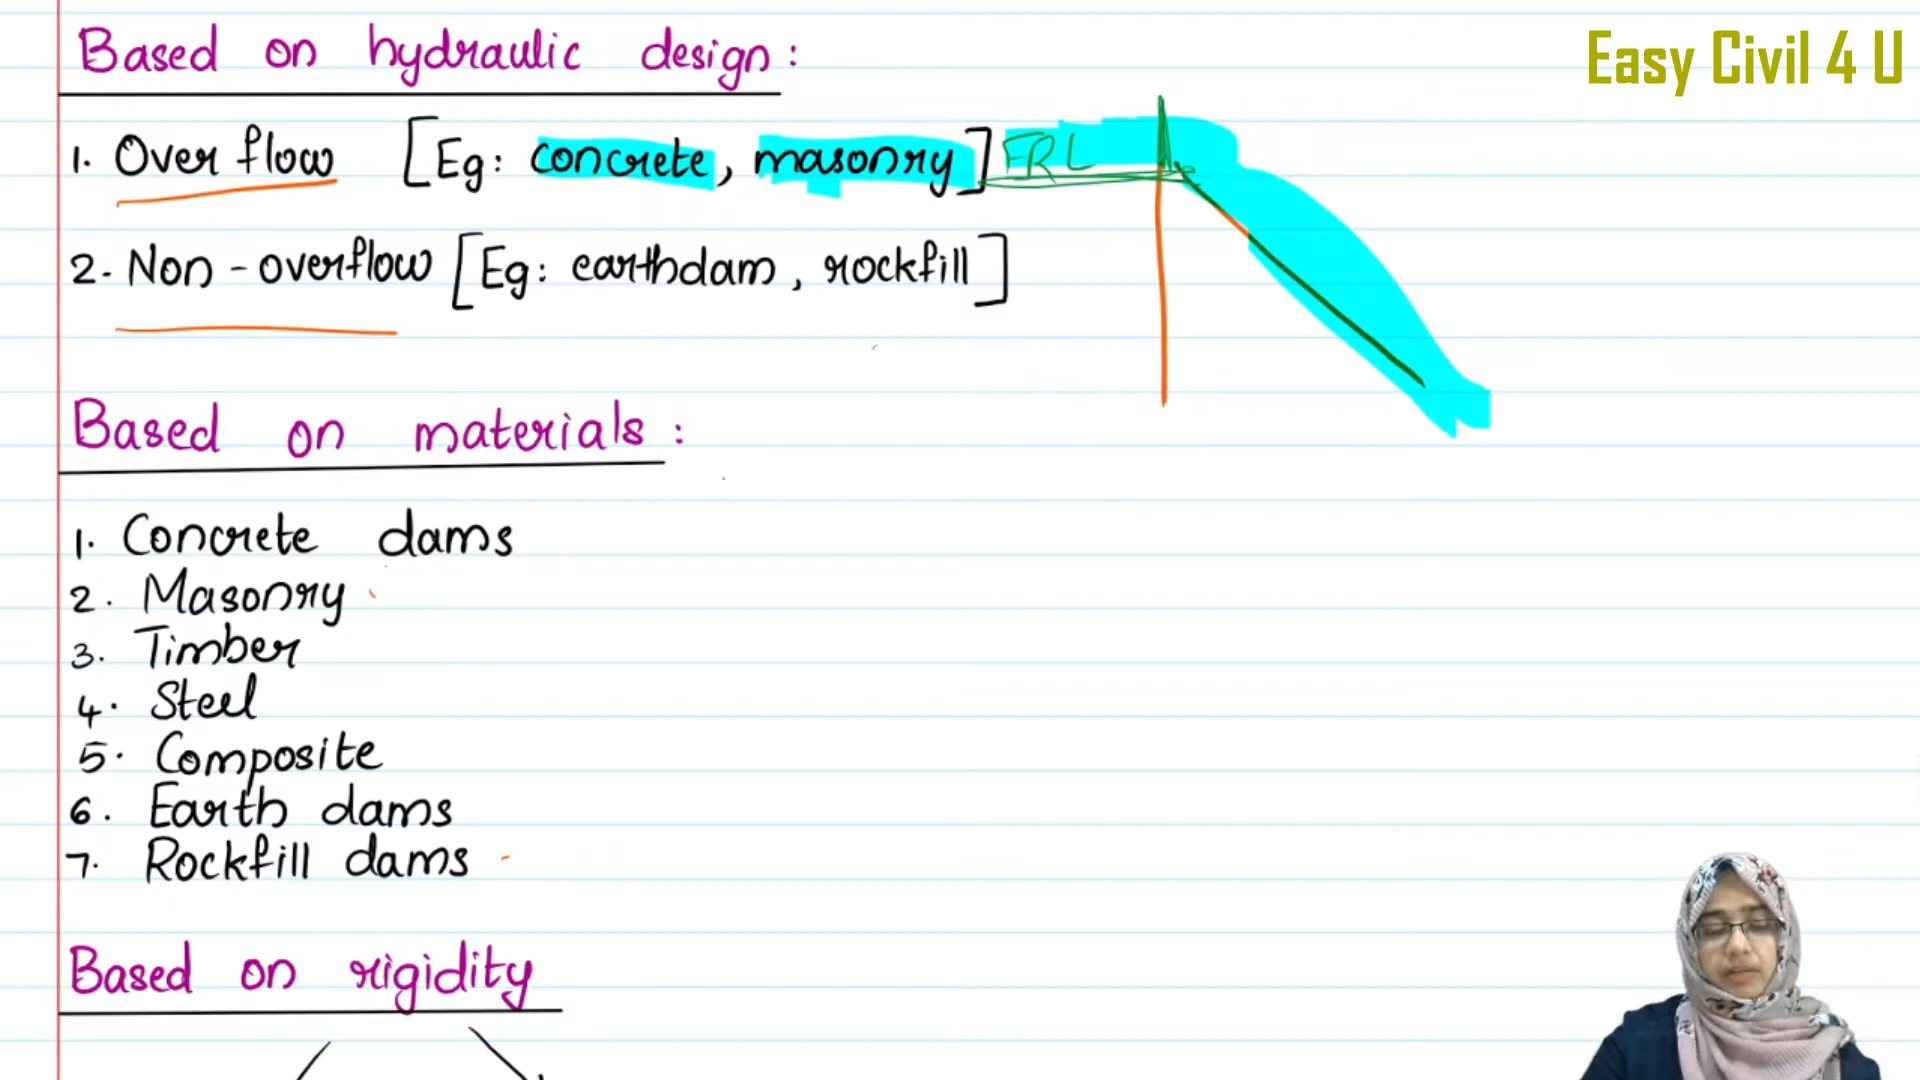 Based on hydraulic design:
Easy Civil 4 U
1. Overflow [Eg: concrete, masonry] FRL
2. Non-overflow [Eg: earthdam, rockfill]
Based on materials:
1. Concrete dams
2. Masonry
3. Timber
4. Steel
5. Composite
6. Earth dams
7. Rockfill dams
Based on rigidity